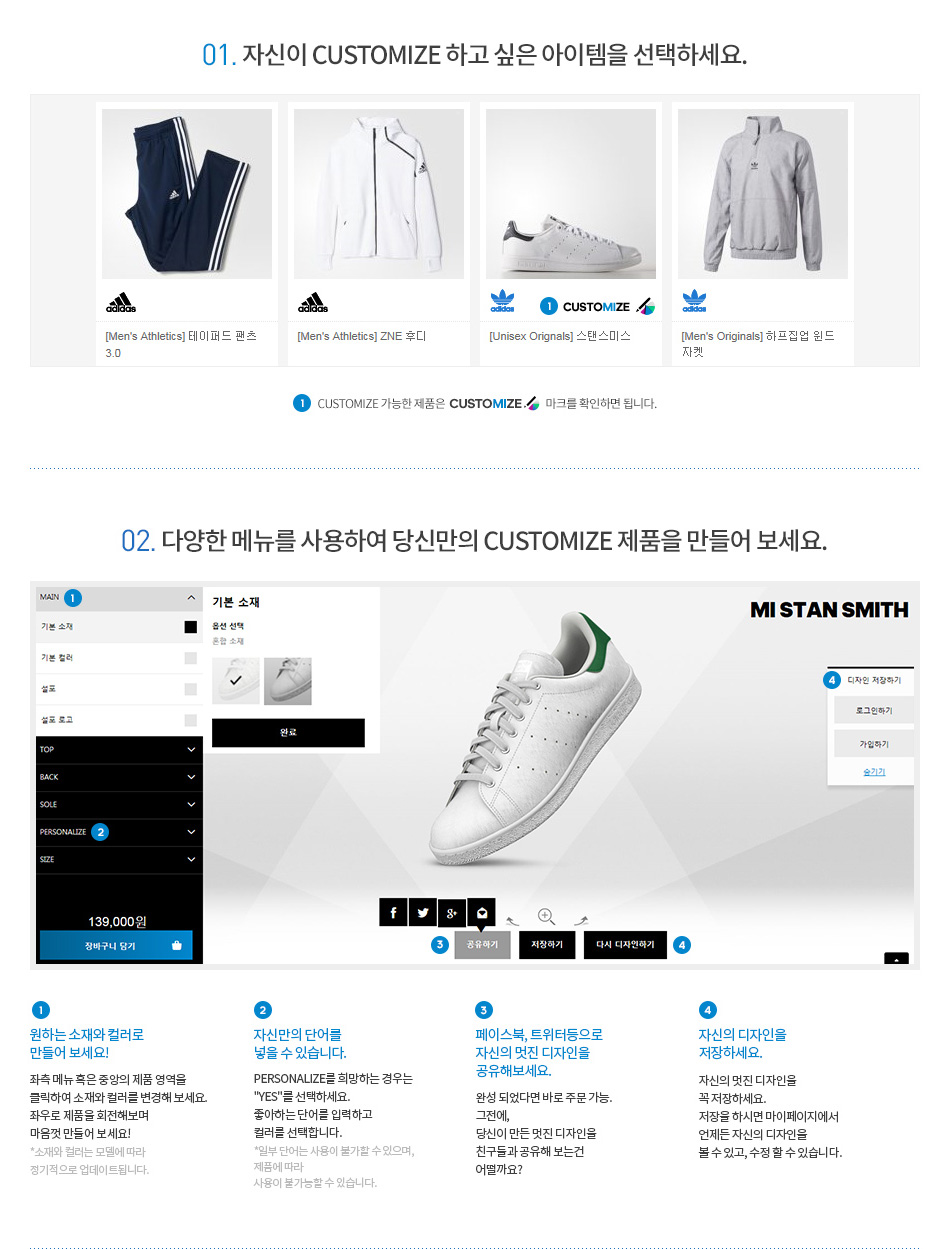 01. 자신이 CUSTOMIZE 하고 싶은 아이템을 선택하세요.
adidas
adidas
adidas
1 CUSTOMIZE
adidas
[Men's Athletics] 테이퍼드 팬츠
3.0
[Men's Athletics] ZNE 후디
[Unisex Orignals] 스탠스미스
[Men's Originals] 하프집업 윈드
자켓
1 CUSTOMIZE 가능한 제품은 CUSTOMIZE 마크를 확인하면 됩니다.
02. 다양한 메뉴를 사용하여 당신만의 CUSTOMIZE 제품을 만들어 보세요.
MAIN 1
기본 소재
기본 컬러
설포
설포 로고
TOP
BACK
SOLE
PERSONALIZE 2
SIZE
139,000원
장바구니 담기
기본 소재
옵션 선택
혼합 소재
완료
MI STAN SMITH
4 디자인 저장하기
로그인하기
가입하기
숨기기
f
g+
3 공유하기
저장하기
다시 디자인하기 4
1
원하는 소재와 컬러로
만들어 보세요!
좌측 메뉴 혹은 중앙의 제품 영역을
클릭하여 소재와 컬러를 변경해 보세요.
좌우로 제품을 회전해보며
마음껏 만들어 보세요!
*소재와 컬러는 모델에 따라
정기적으로 업데이트됩니다.
2
자신만의 단어를
넣을 수 있습니다.
PERSONALIZE를 희망하는 경우는
"YES"를 선택하세요.
좋아하는 단어를 입력하고
컬러를 선택합니다.
*일부 단어는 사용이 불가할 수 있으며,
제품에 따라
사용이 불가능할 수 있습니다.
3
페이스북, 트위터등으로
자신의 멋진 디자인을
공유해보세요.
완성 되었다면 바로 주문 가능.
그전에,
당신이 만든 멋진 디자인을
친구들과 공유해 보는건
어떨까요?
4
자신의 디자인을
저장하세요.
자신의 멋진 디자인을
꼭 저장하세요.
저장을 하시면 마이페이지에서
언제든 자신의 디자인을
볼 수 있고, 수정 할 수 있습니다.